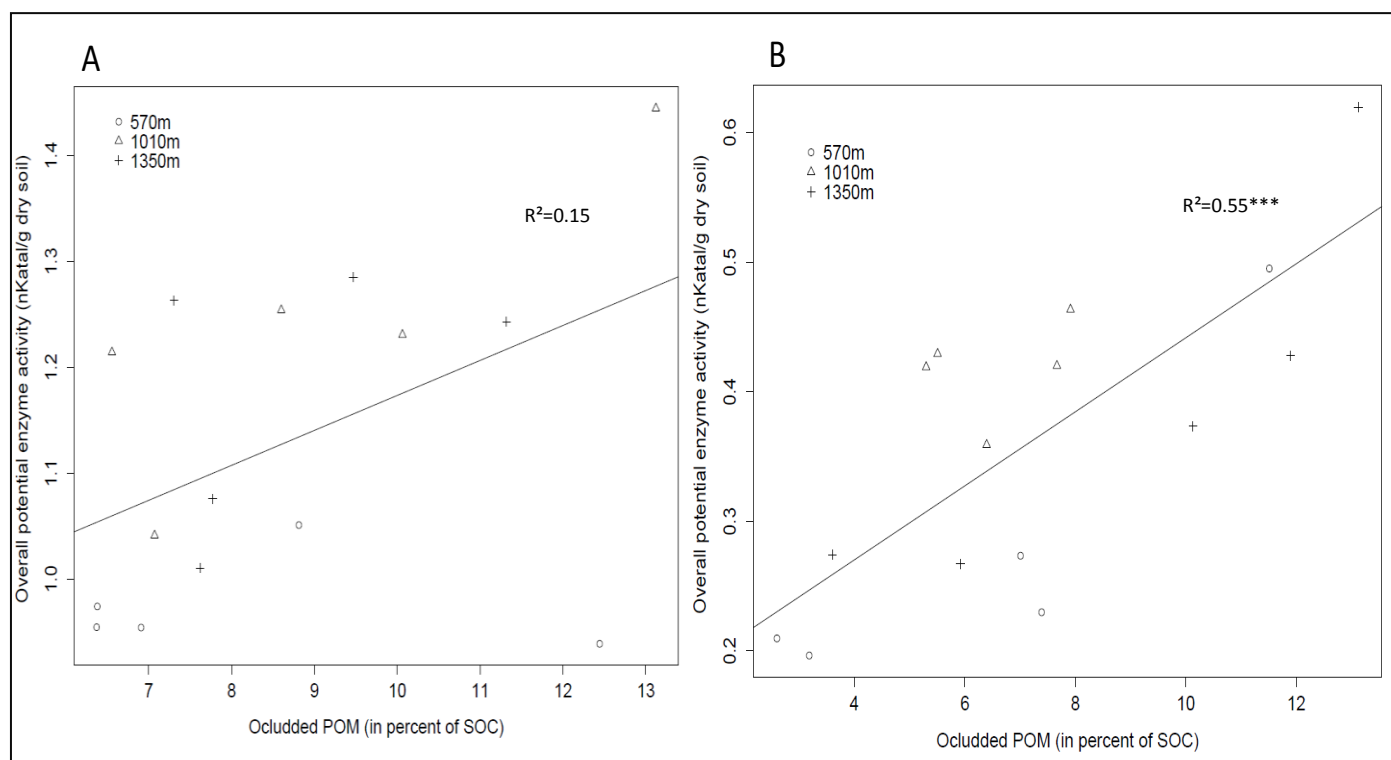 A
570m
1010m
1350m
R²=0.15
Overall potential enzyme activity (nKatal/g dry soil)
1.4
1.3
1.2
1.1
1.0
7 8 9 10 11 12 13
Ocludded POM (in percent of SOC)
B
570m
1010m
1350m
R²=0.55***
Overall potential enzyme activity (nKatal/g dry soil)
0.6
0.5
0.4
0.3
0.2
4 6 8 10 12
Ocludded POM (in percent of SOC)